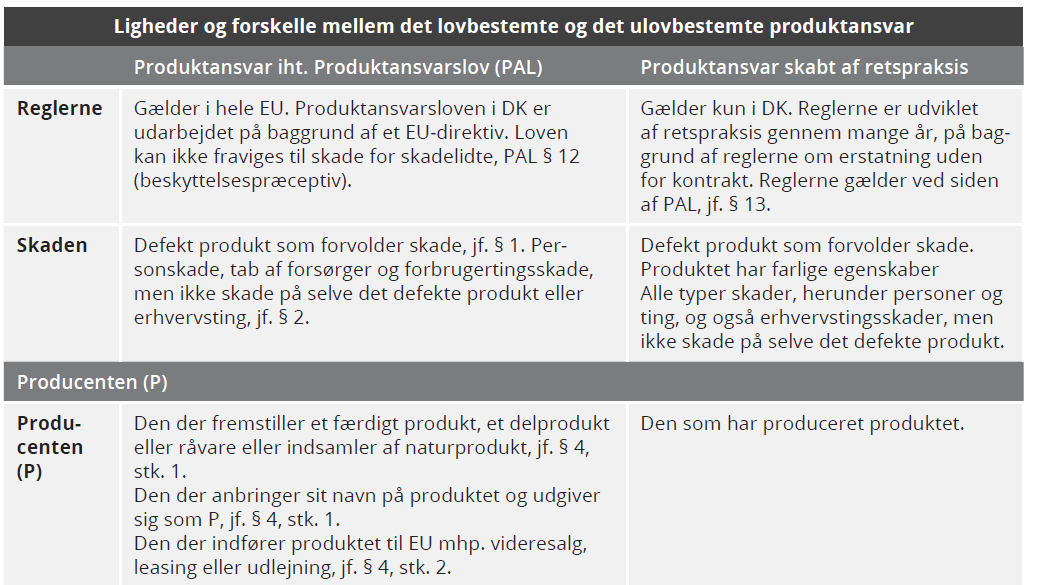 Ligheder og forskelle mellem det lovbestemte og det ulovbestemte produktansvar
Produktansvar iht. Produktansvarslov (PAL)
Produktansvar skabt af retspraksis
Reglerne
Gælder i hele EU. Produktansvarsloven i DK er
udarbejdet på baggrund af et EU-direktiv. Loven
kan ikke fraviges til skade for skadelidte, PAL § 12
(beskyttelsespræceptiv).
Gælder kun i DK. Reglerne er udviklet
af retspraksis gennem mange år, på bag-
grund af reglerne om erstatning uden
for kontrakt. Reglerne gælder ved siden
af PAL, jf. § 13.
Skaden
Defekt produkt som forvolder skade, jf. § 1. Per-
sonskade, tab af forsørger og forbrugertingsskade,
men ikke skade på selve det defekte produkt eller
erhvervsting, jf. § 2.
Defekt produkt som forvolder skade.
Produktet har farlige egenskaber
Alle typer skader, herunder personer og
ting, og også erhvervstingsskader, men
ikke skade på selve det defekte produkt.
Producenten (P)
Produ-
centen
(P)
Den der fremstiller et færdigt produkt, et delprodukt
eller råvare eller indsamler af naturprodukt, jf. § 4,
stk. 1.
Den der anbringer sit navn på produktet og udgiver
sig som P, jf. § 4, stk. 1.
Den der indfører produktet til EU mhp. videresalg,
leasing eller udlejning, jf. § 4, stk. 2.
Den som har produceret produktet.